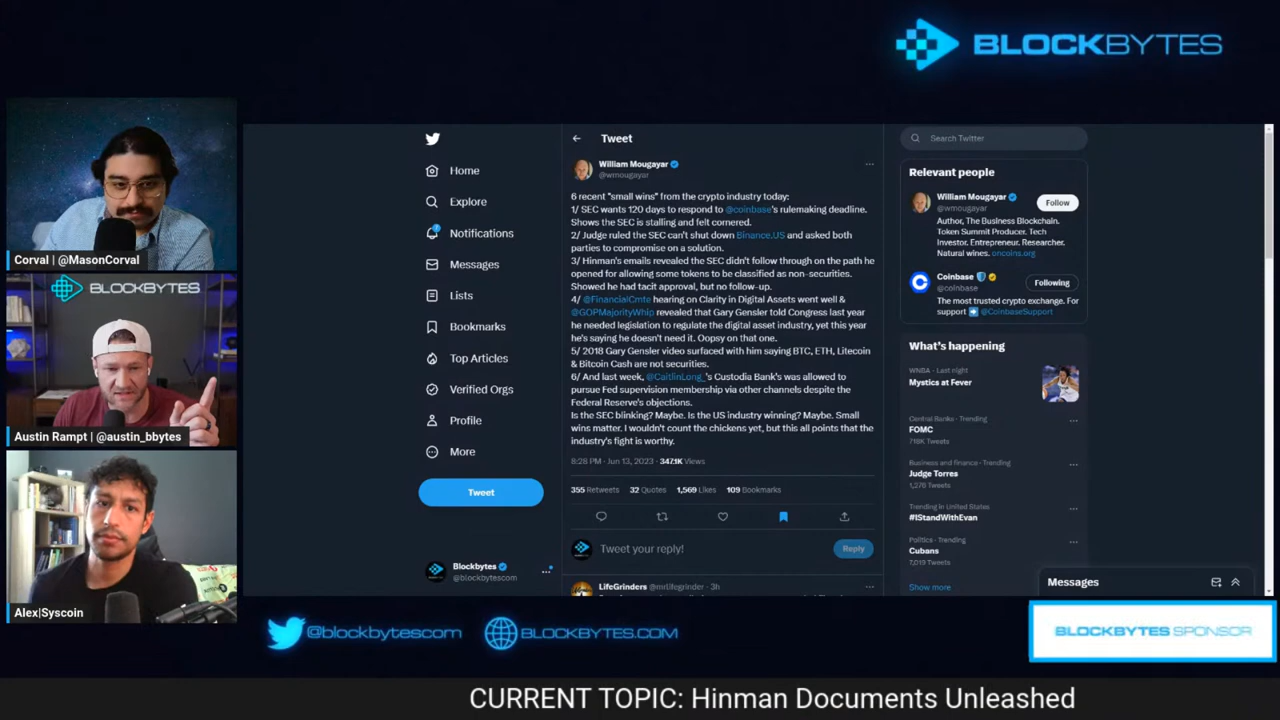 BLOCKBYTES
Corval | @MasonCorval
BLOCKBYTES
Austin Rampt | @austin_bbytes
Alex|Syscoin
Home
Explore
Notifications
Messages
Lists
Bookmarks
Top Articles
Verified Orgs
Profile
More
Tweet
Blockbytes
@blockbytescom
Tweet
William Mougayar
@wmougayar
6 recent "small wins" from the crypto industry today:
1/ SEC wants 120 days to respond to @coinbase's rulemaking deadline.
Shows the SEC is stalling and felt cornered.
2/ Judge ruled the SEC can't shut down Binance.US and asked both
parties to compromise on a solution.
3/ Hinman's emails revealed the SEC didn't follow through on the path he
opened for allowing some tokens to be classified as non-securities.
Showed he had tacit approval, but no follow-up.
4/ @FinancialCmte hearing on Clarity in Digital Assets went well &
@GOPMajorityWhip revealed that Gary Gensler told Congress last year
he needed legislation to regulate the digital asset industry, yet this year
he's saying he doesn't need it. Oopsy on that one.
5/ 2018 Gary Gensler video surfaced with him saying BTC, ETH, Litecoin
& Bitcoin Cash are not securities.
6/ And last week, @CaitlinLong_'s Custodia Bank's was allowed to
pursue Fed supervision membership via other channels despite the
Federal Reserve's objections.
Is the SEC blinking? Maybe. Is the US industry winning? Maybe. Small
wins matter. I wouldn't count the chickens yet, but this all points that the
industry's fight is worthy.
8:28 PM · Jun 13, 2023 · 347.1K Views
355 Retweets 32 Quotes 1,569 Likes 109 Bookmarks
Tweet your reply!
Reply
LifeGrinders @mrLifegrinder · 3h
Search Twitter
Relevant people
William Mougayar
@wmougayar
Follow
Author, The Business Blockchain.
Token Summit Producer, Tech
Investor, Entrepreneur. Researcher,
Natural wines. oncoins.org
Coinbase
@coinbase
Following
The most trusted crypto exchange. For
support @CoinbaseSupport
What's happening
WNBA · Last night
Mystics at Fever
Central Banks · Trending
FOMC
718K Tweets
Business and finance · Trending
Judge Torres
1,276 Tweets
Trending in United States
#IStandWithEvan
Politics · Trending
Cubans
7,019 Tweets
Show more
Messages
@blockbytescom
BLOCKBYTES.COM
BLOCKBYTES SPONSOR
CURRENT TOPIC: Hinman Documents Unleashed